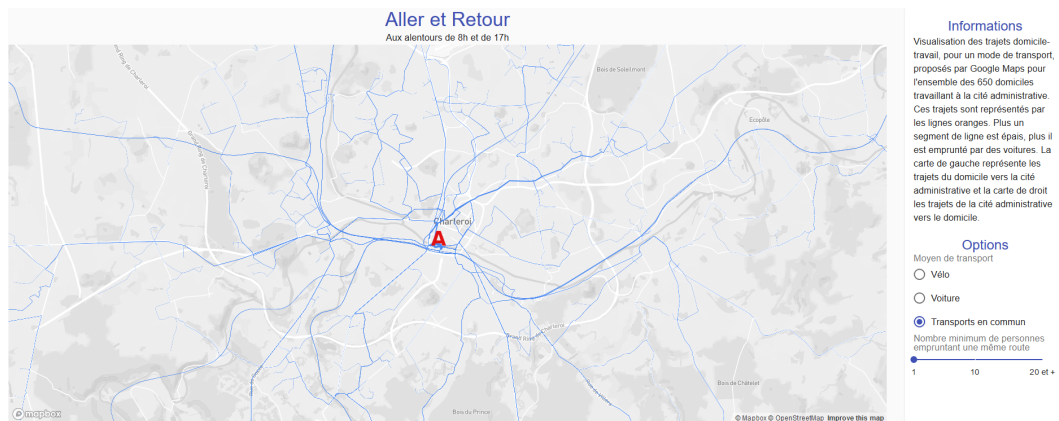 Aller et Retour
Aux alentours de 8h et de 17h
Informations
Visualisation des trajets domicile-
travail, pour un mode de transport,
proposés par Google Maps pour
l'ensemble des 650 domiciles
travaillant à la cité administrative.
Ces trajets sont représentés par
les lignes oranges. Plus un
segment de ligne est épais, plus il
est emprunté par des voitures. La
carte de gauche représente les
trajets du domicile vers la cité
administrative et la carte de droit
les trajets de la cité administrative
vers le domicile.
Options
Moyen de transport
Vélo
Voiture
Transports en commun
Nombre minimum de personnes
empruntant une même route
1 10 20 et +
Bois de Soleilmont
Ecopôle
Charleroi
A
Bois de Châtelet
Bois du Prince
mapbox
© Mapbox © OpenStreetMap Improve this map